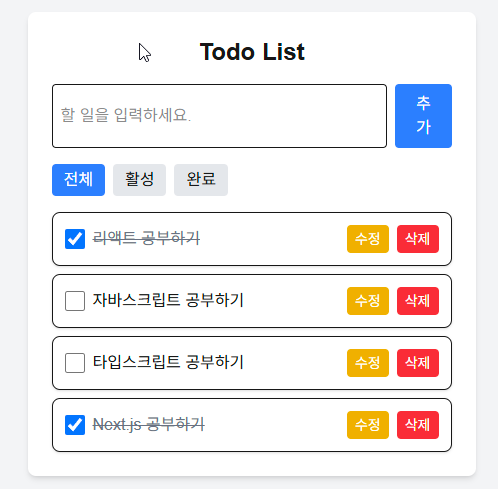 Todo List
할 일을 입력하세요.
추
가
전체 활성 완료
리액트 공부하기 수정 삭제
자바스크립트 공부하기 수정 삭제
타입스크립트 공부하기 수정 삭제
Next.js 공부하기 수정 삭제